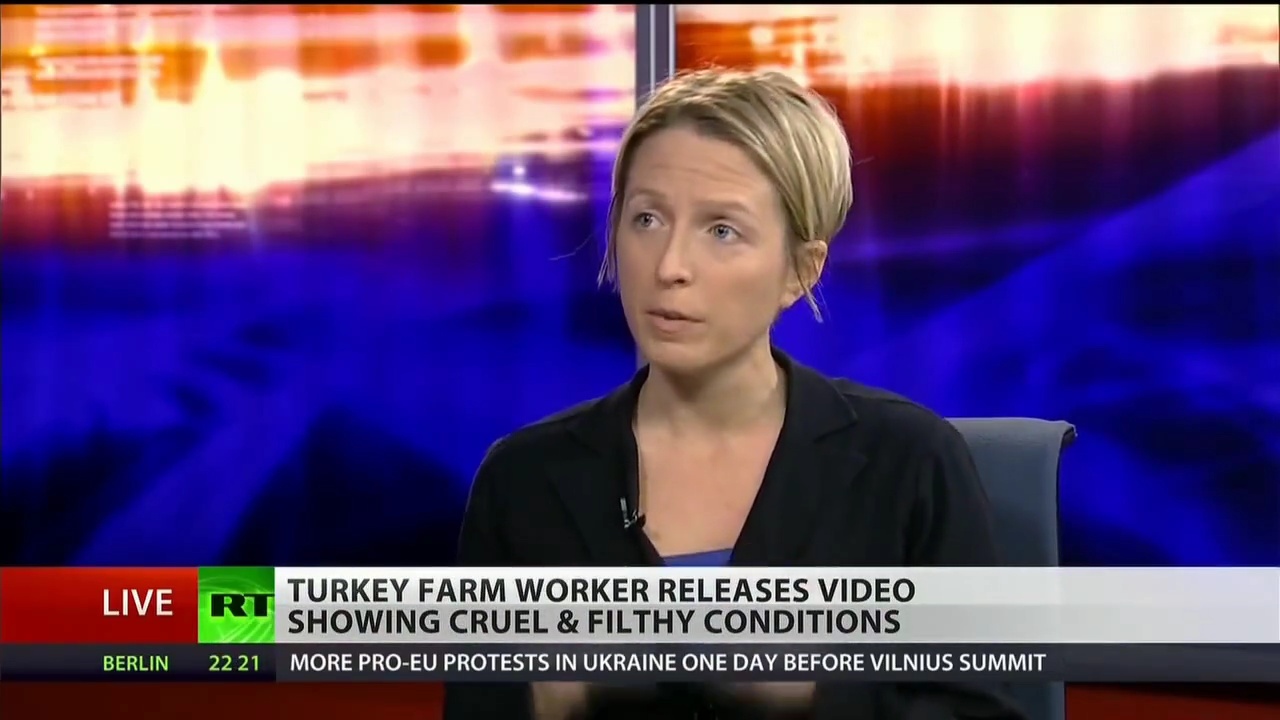 LIVE
RT
TURKEY FARM WORKER RELEASES VIDEO
SHOWING CRUEL & FILTHY CONDITIONS
BERLIN 22 21
MORE PRO-EU PROTESTS IN UKRAINE ONE DAY BEFORE VILNIUS SUMMIT